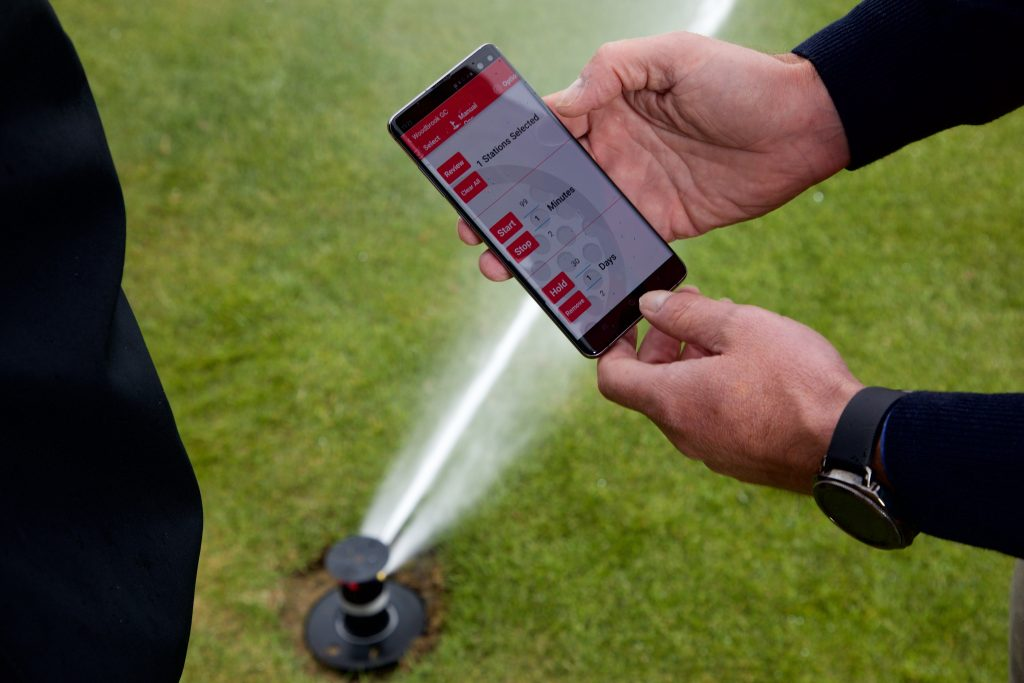 Woodbrook GC
Select
Manual
Optio
Review
1 Stations Selected
Clear All
99
Start
1
Minutes
Stop
2
30
Hold
1
Days
Remove
2